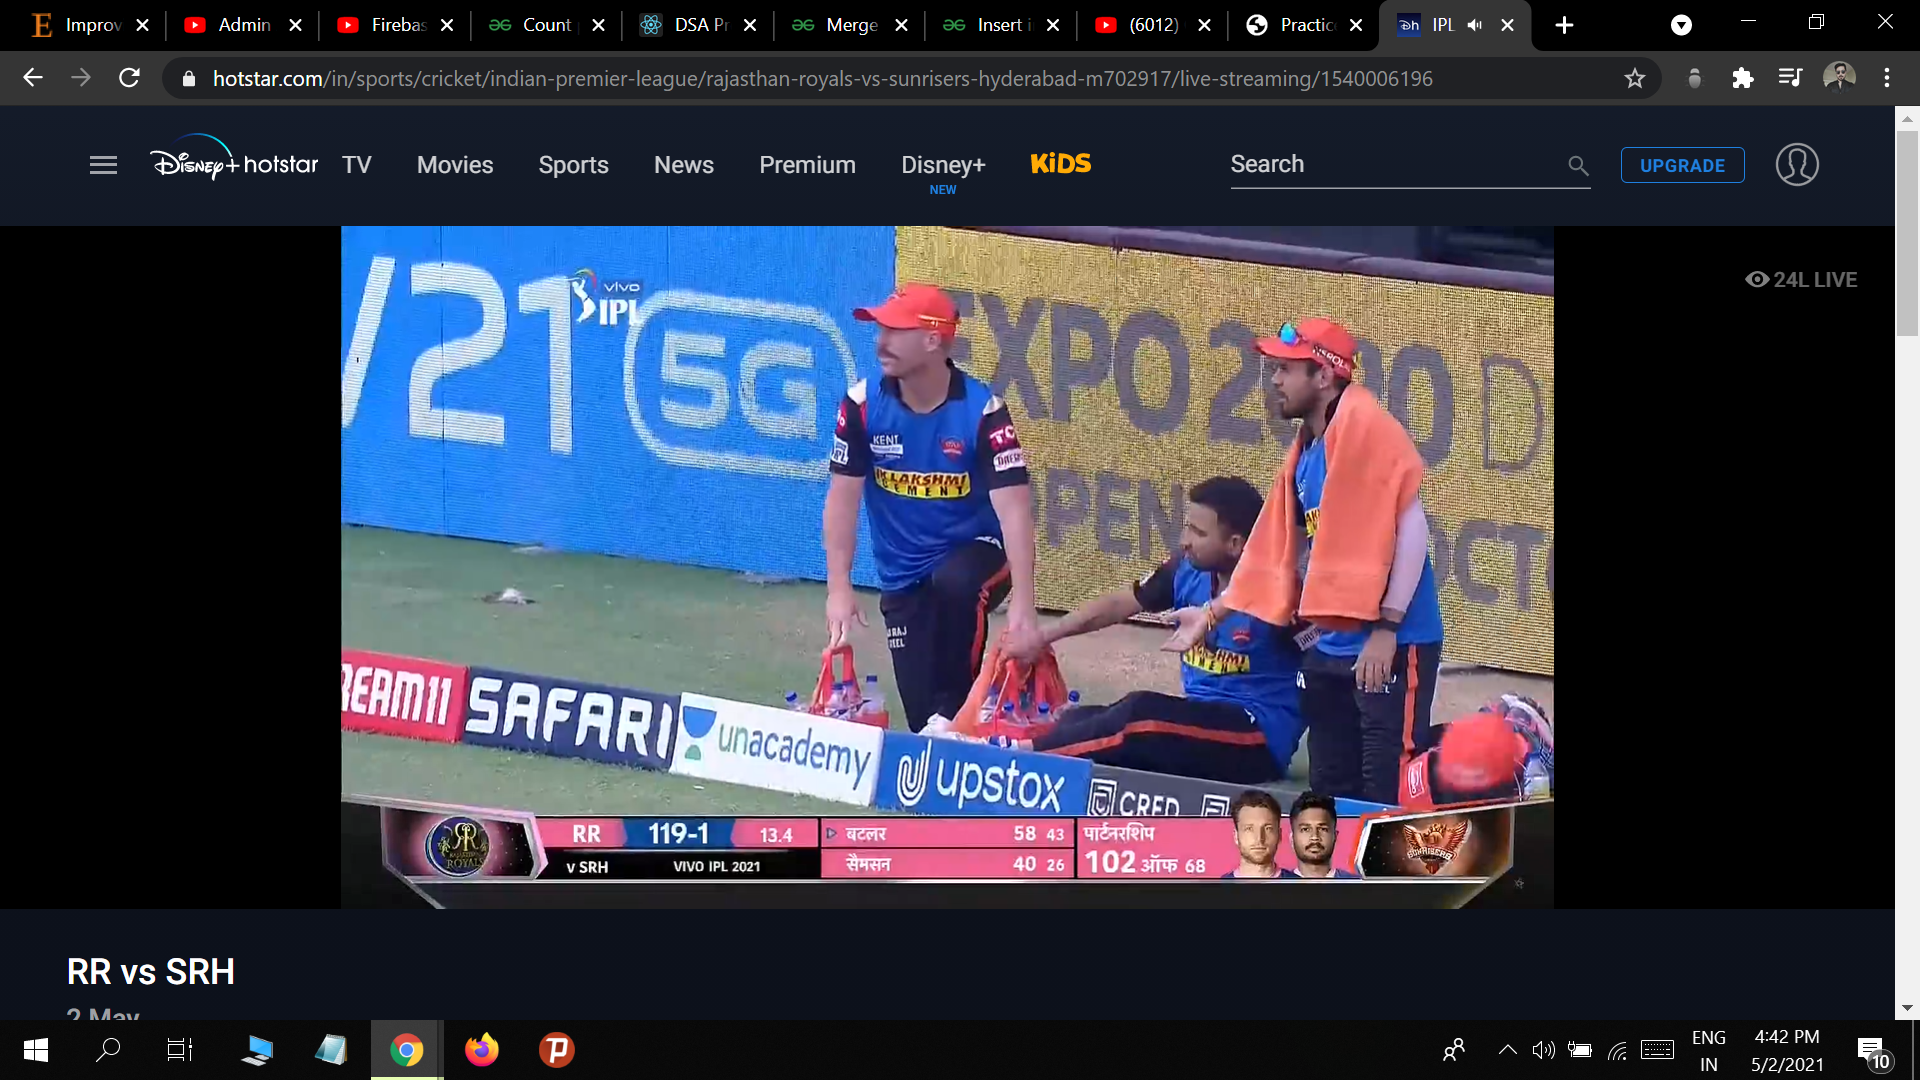 Improv
Admin
Firebas
Count
DSA Pr
Merge
Insert i
(6012)
Practic
IPL
hotstar.com/in/sports/cricket/indian-premier-league/rajasthan-royals-vs-sunrisers-hyderabad-m702917/live-streaming/1540006196
Disney+ hotstar
TV
Movies
Sports
News
Premium
Disney+
NEW
KiDS
Search
UPGRADE
24L LIVE
V21 5G
vivo
IPL
EXPO 2020 D
OPEN OCT
KENT
LAKSHMI
CEMENT
REAM11
SAFARI
unacademy
upstox
CRED
RR 119-1 13.4
v SRH VIVO IPL 2021
बटलर 58 43
सैमसन 40 26
पार्टनरशिप
102 ऑफ 68
RR vs SRH
2 May
ENG
IN
4:42 PM
5/2/2021
10